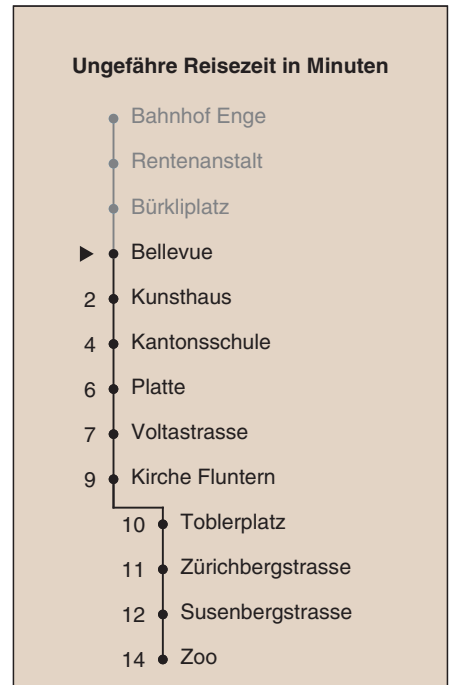 Ungefähre Reisezeit in Minuten
Bahnhof Enge
Rentenanstalt
Bürkliplatz
Bellevue
2 Kunsthaus
4 Kantonsschule
6 Platte
7 Voltastrasse
9 Kirche Fluntern
10 Toblerplatz
11 Zürichbergstrasse
12 Susenbergstrasse
14 Zoo